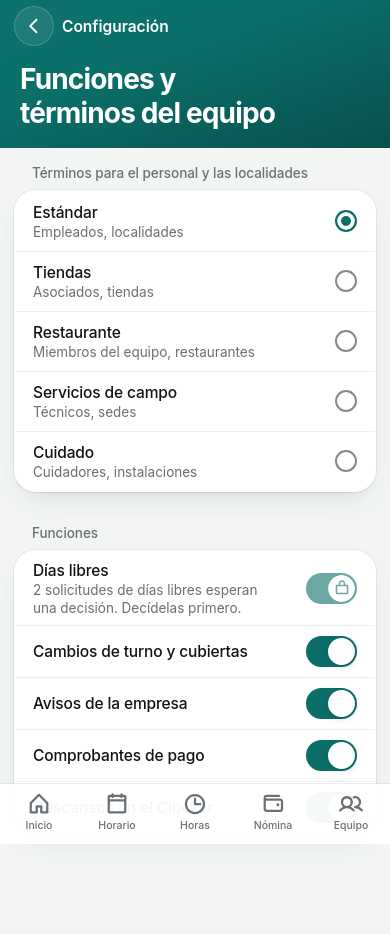 Configuración
Funciones y
términos del equipo
Términos para el personal y las localidades
Estándar
Empleados, localidades
Tiendas
Asociados, tiendas
Restaurante
Miembros del equipo, restaurantes
Servicios de campo
Técnicos, sedes
Cuidado
Cuidadores, instalaciones
Funciones
Días libres
2 solicitudes de días libres esperan
una decisión. Decídelas primero.
Cambios de turno y cubiertas
Avisos de la empresa
Comprobantes de pago
Inicio
Horario
Horas
Nómina
Equipo